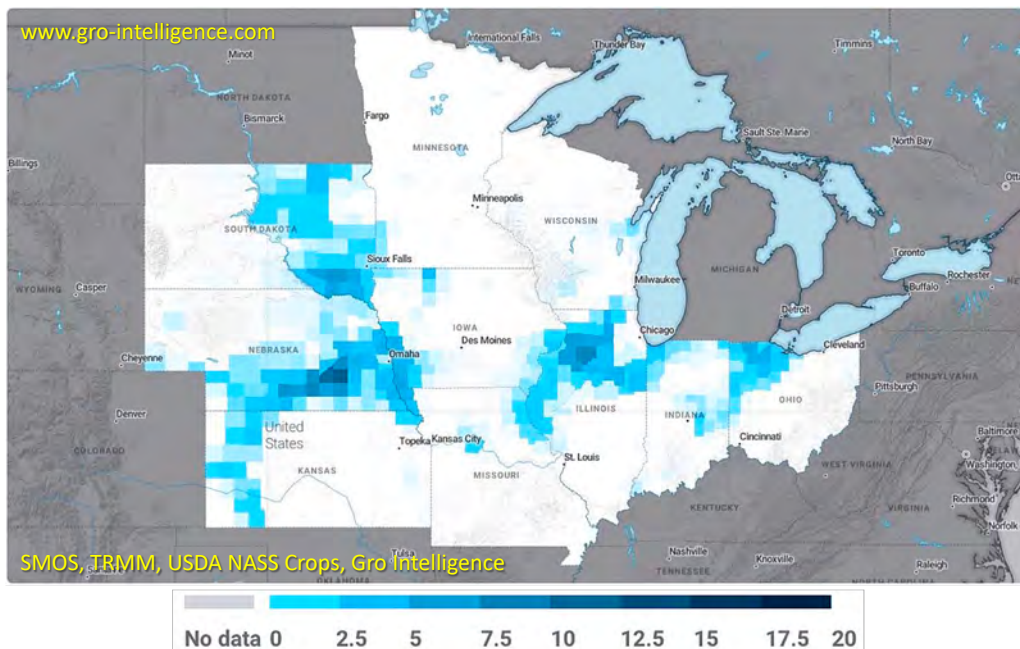 www.gro-intelligence.com
International Falls
Thunder Bay
Timmins
Minot
NORTH DAKOTA
Bismarck
Fargo
Sault Ste. Marie
North Bay
MINNESOTA
Billings
Minneapolis
WISCONSIN
SOUTH DAKOTA
Sioux Falls
Toronto
Rochester
WYOMING
Casper
Milwaukee
MICHIGAN
Buffalo
Detroit
IOWA
Des Moines
Chicago
Cleveland
Cheyenne
NEBRASKA
Omaha
PENNSYLVANIA
Pittsburgh
Denver
ILLINOIS
INDIANA
OHIO
United
States
Topeka
Kansas City
Cincinnati
Baltimore
COLORADO
KANSAS
MISSOURI
St. Louis
WEST VIRGINIA
Washington,
KENTUCKY
VIRGINIA
Richmond
Norfolk
SMOS, TRMM, USDA NASS Crops, Gro Intelligence
Tulsa
Nashville
Knoxville
Raleigh
OKLAHOMA
TENNESSEE
NORTH CAROLINA
No data 0 2.5 5 7.5 10 12.5 15 17.5 20